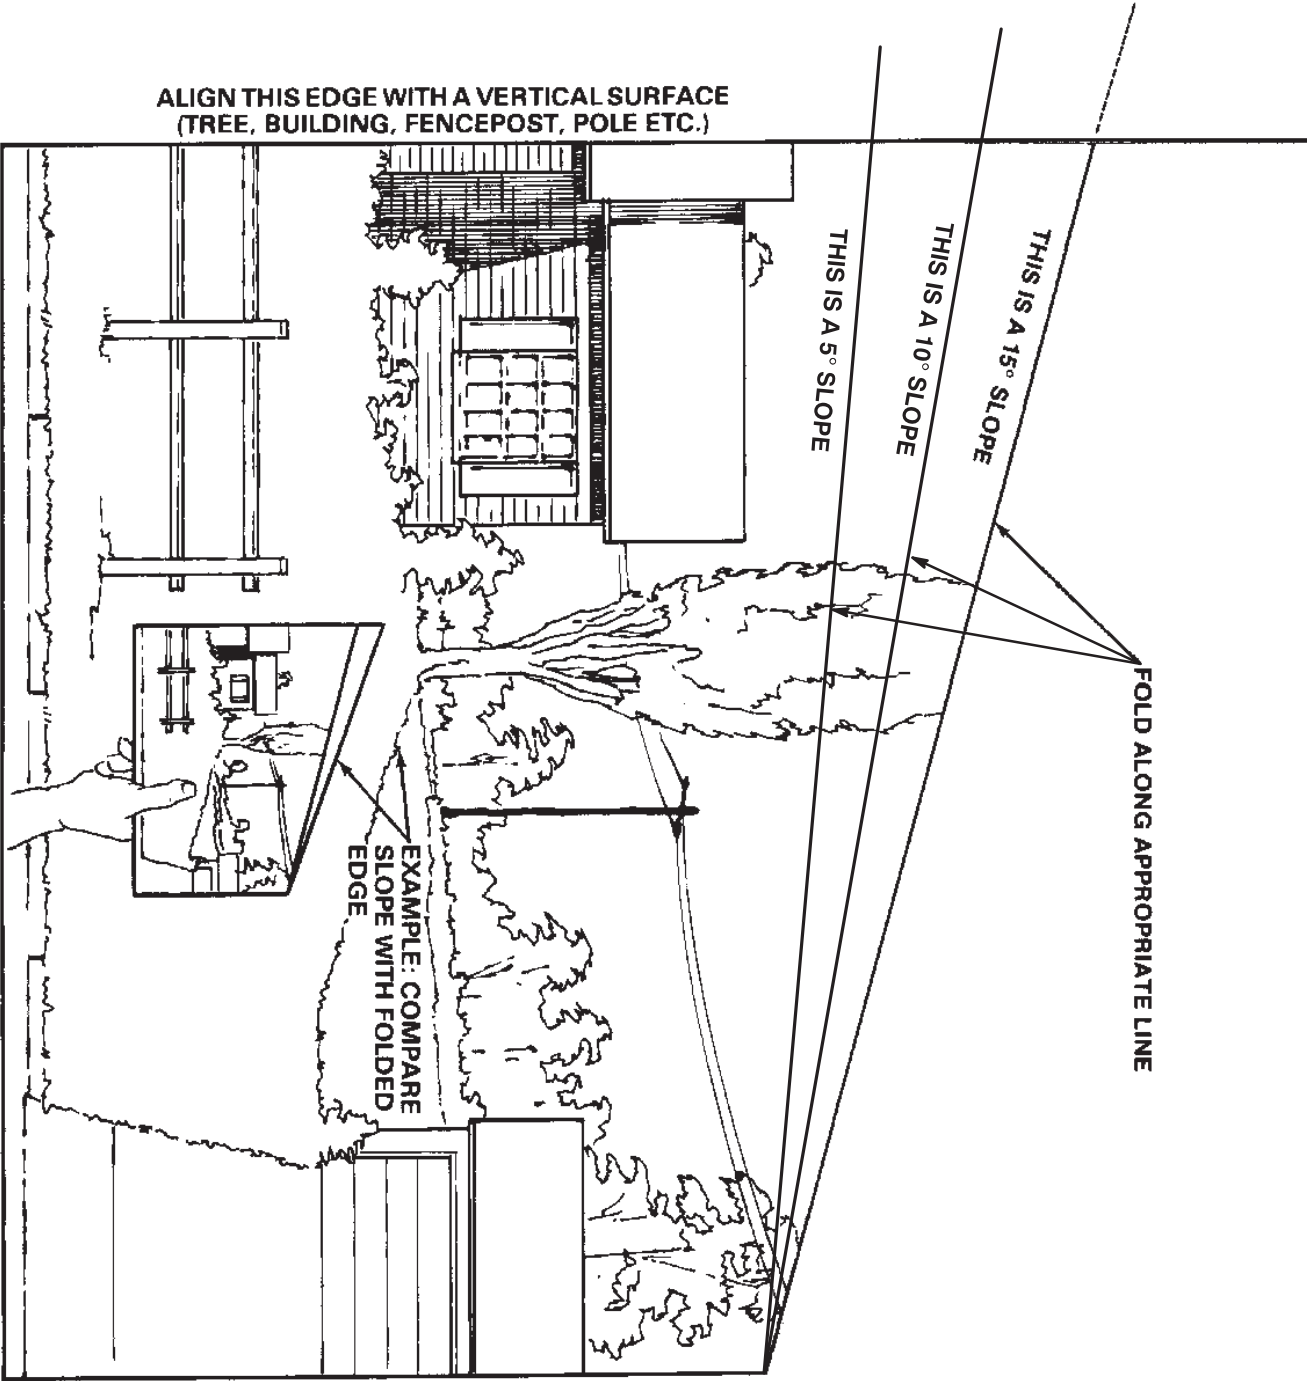 ALIGN THIS EDGE WITH A VERTICAL SURFACE
(TREE, BUILDING, FENCEPOST, POLE ETC.)
THIS IS A 15° SLOPE
THIS IS A 10° SLOPE
THIS IS A 5° SLOPE
FOLD ALONG APPROPRIATE LINE
EXAMPLE: COMPARE
SLOPE WITH FOLDED
EDGE